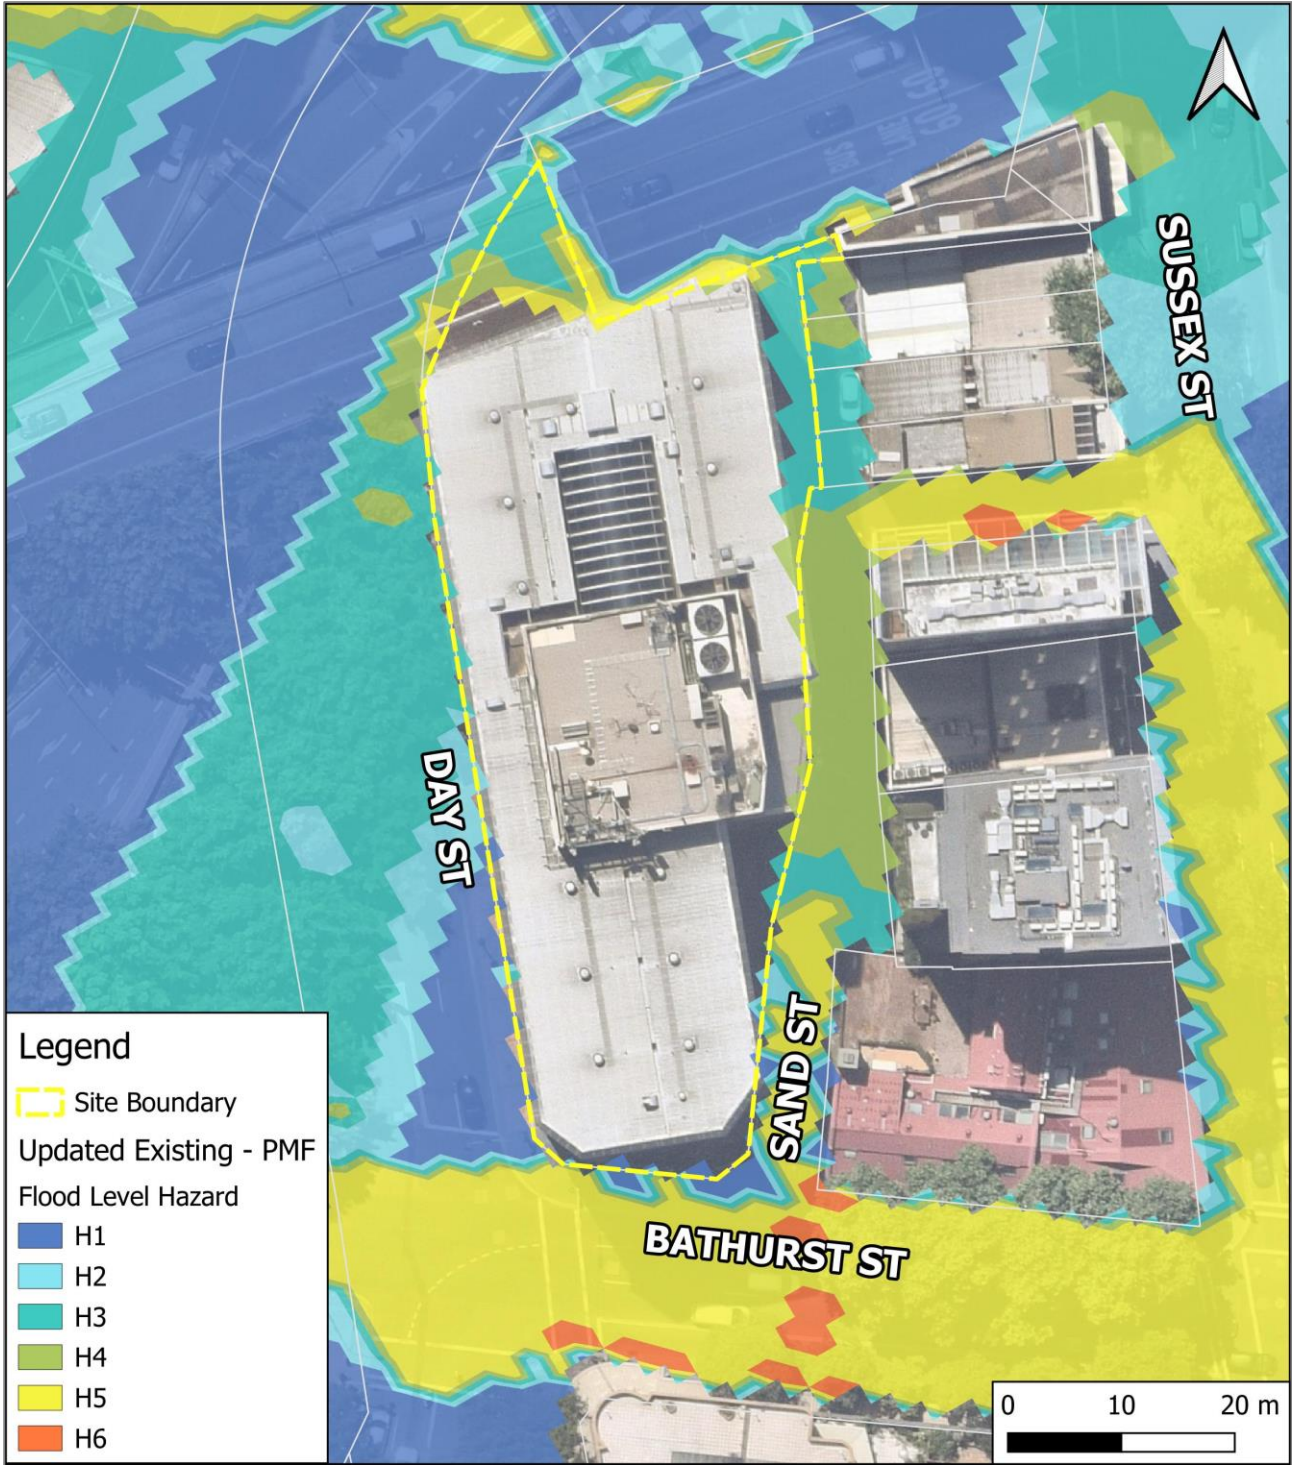 SUSSEX ST
DAY ST
SAND ST
BATHURST ST
Legend
Site Boundary
Updated Existing - PMF
Flood Level Hazard
H1
H2
H3
H4
H5
H6
0 10 20 m